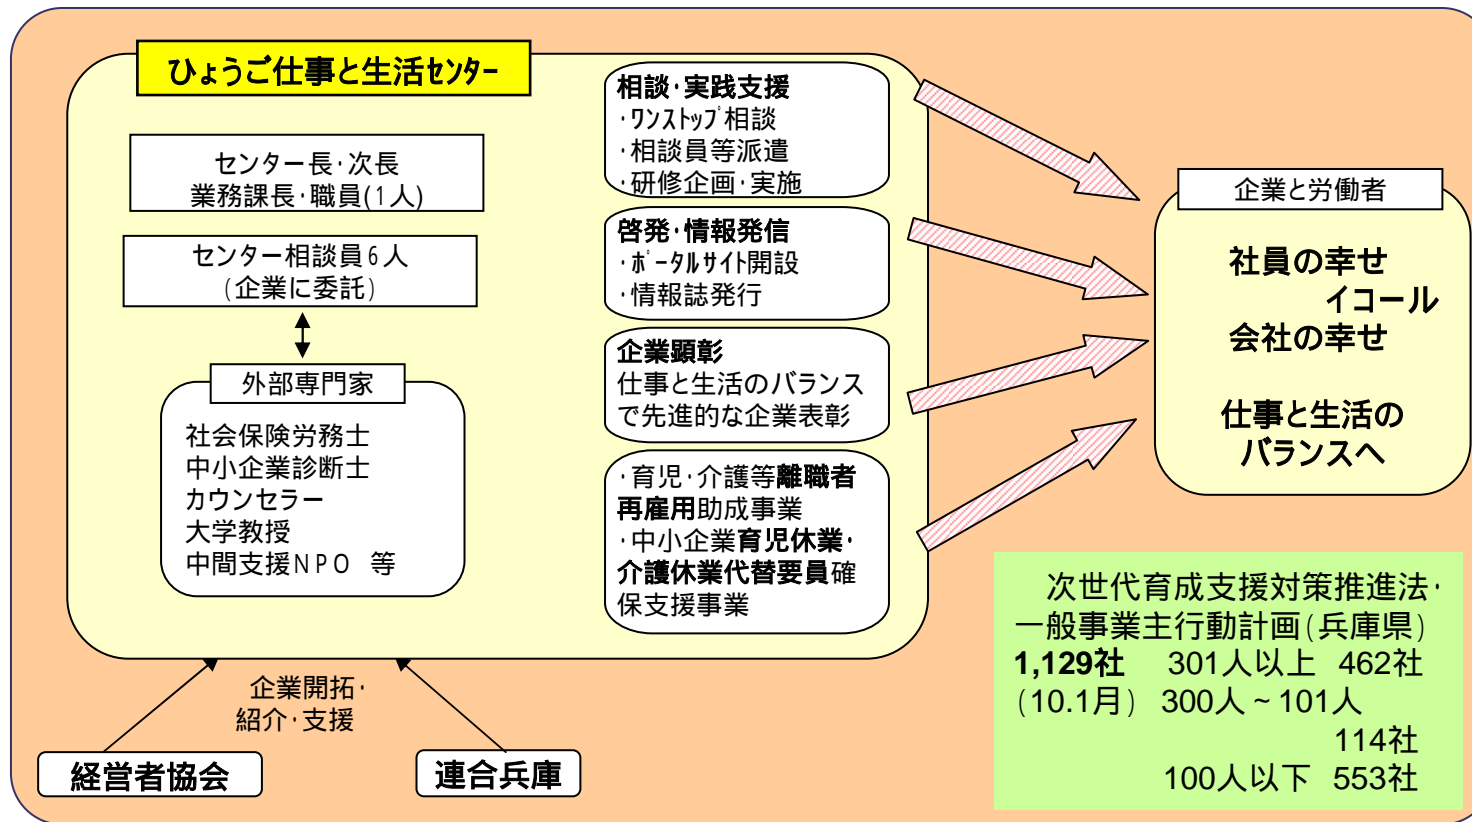 ひょうご仕事と生活センター
センター長・次長
業務課長・職員(1人)
センター相談員6人
(企業に委託)
外部専門家
社会保険労務士
中小企業診断士
カウンセラー
大学教授
中間支援NPO 等
相談・実践支援
・ワンストップ相談
・相談員等派遣
・研修企画・実施
啓発・情報発信
・ポータルサイト開設
・情報誌発行
企業顕彰
仕事と生活のバランス
で先進的な企業表彰
・育児・介護等離職者
再雇用助成事業
・中小企業育児休業・
介護休業代替要員確
保支援事業
企業と労働者
社員の幸せ
イコール
会社の幸せ
仕事と生活の
バランスへ
企業開拓・
紹介・支援
経営者協会
連合兵庫
次世代育成支援対策推進法・
一般事業主行動計画(兵庫県)
1,129社 301人以上 462社
(10.1月) 300人~101人
114社
100人以下 553社